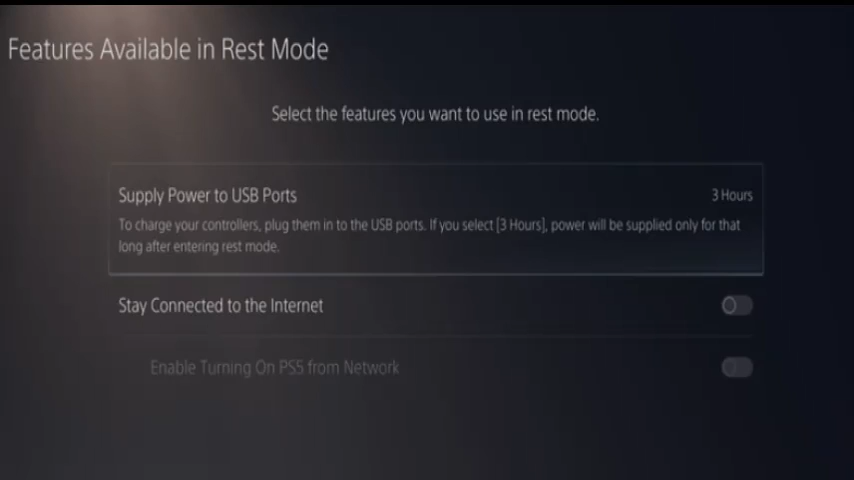 Features Available in Rest Mode
Select the features you want to use in rest mode.
Supply Power to USB Ports
3 Hours
To charge your controllers, plug them in to the USB ports. If you select [3 Hours], power will be supplied only for that
long after entering rest mode.
Stay Connected to the Internet
Enable Turning On PS5 from Network